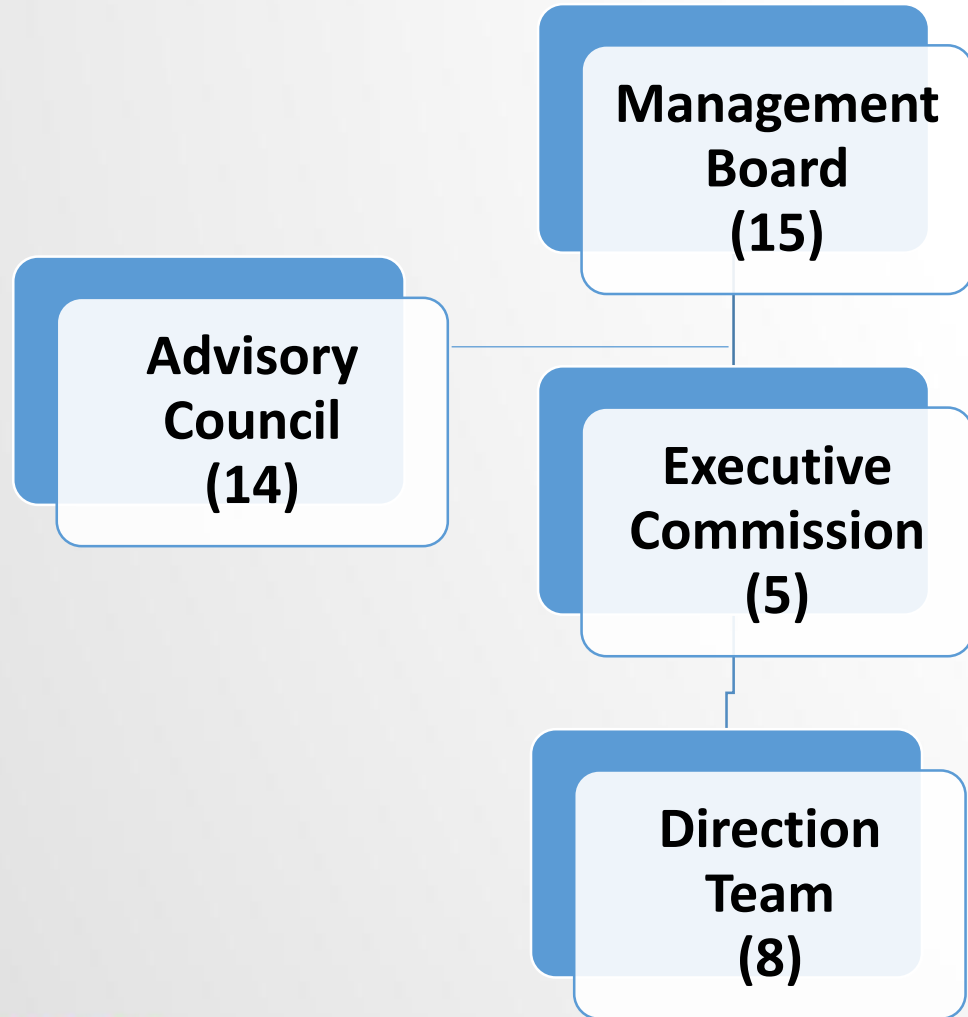 Management
Board
(15)
Advisory
Council
(14)
Executive
Commission
(5)
Direction
Team
(8)